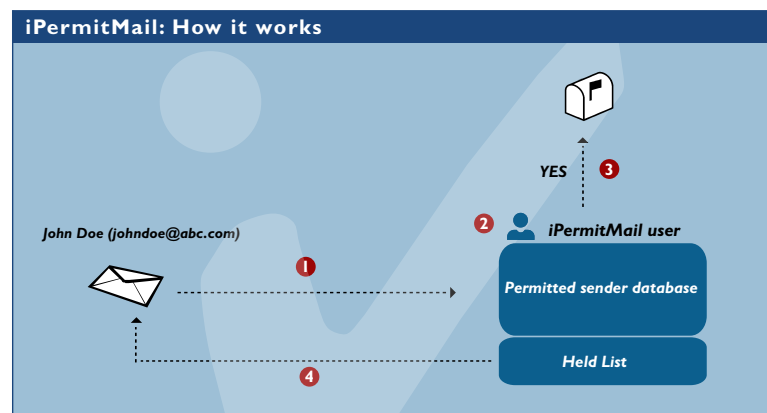 iPermitMail: How it works
YES
3
2
iPermitMail user
John Doe (johndoe@abc.com)
1
Permitted sender database
Held List
4